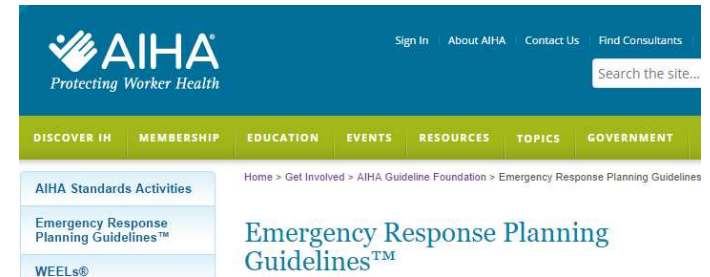 AIHA
Protecting Worker Health
Sign In About AIHA Contact Us Find Consultants
Search the site...
DISCOVER IH MEMBERSHIP EDUCATION EVENTS RESOURCES TOPICS GOVERNMENT
Home > Get Involved > AIHA Guideline Foundation > Emergency Response Planning Guidelines
AIHA Standards Activities
Emergency Response
Planning Guidelines™
WEELs®
Emergency Response Planning
Guidelines™